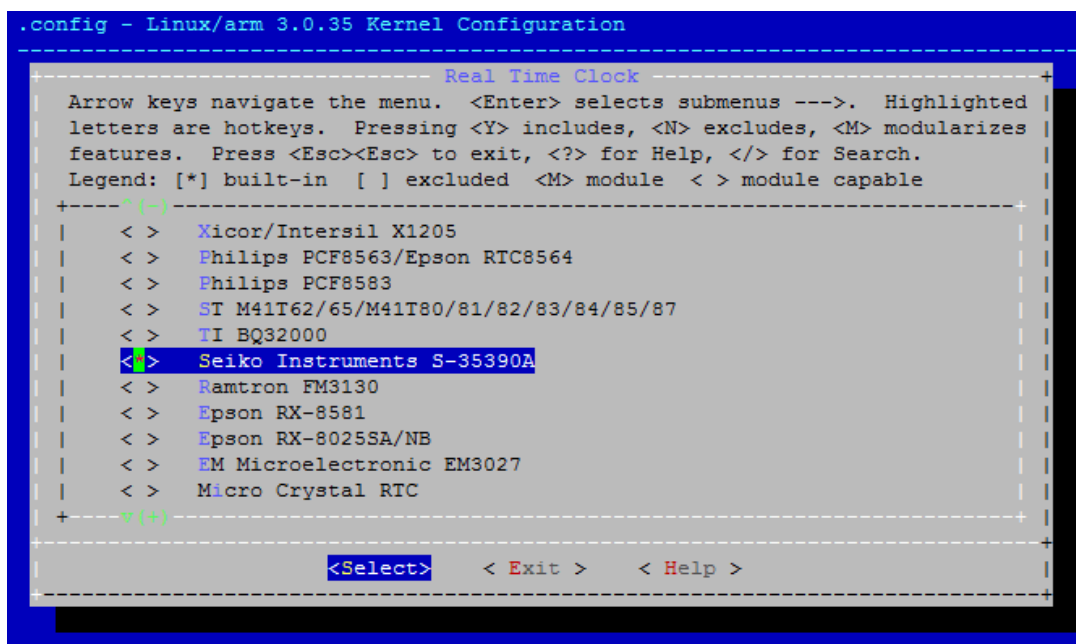 .config - Linux/arm 3.0.35 Kernel Configuration
Real Time Clock
Arrow keys navigate the menu.  <Enter> selects submenus --->.  Highlighted
letters are hotkeys.  Pressing <Y> includes, <N> excludes, <M> modularizes
features.  Press <Esc><Esc> to exit, <?> for Help, </> for Search.
Legend: [*] built-in  [ ] excluded  <M> module  < > module capable
^(-)
< >   Xicor/Intersil X1205
< >   Philips PCF8563/Epson RTC8564
< >   Philips PCF8583
< >   ST M41T62/65/M41T80/81/82/83/84/85/87
< >   TI BQ32000
<*>   Seiko Instruments S-35390A
< >   Ramtron FM3130
< >   Epson RX-8581
< >   Epson RX-8025SA/NB
< >   EM Microelectronic EM3027
< >   Micro Crystal RTC
v(+)
<Select>    < Exit >    < Help >